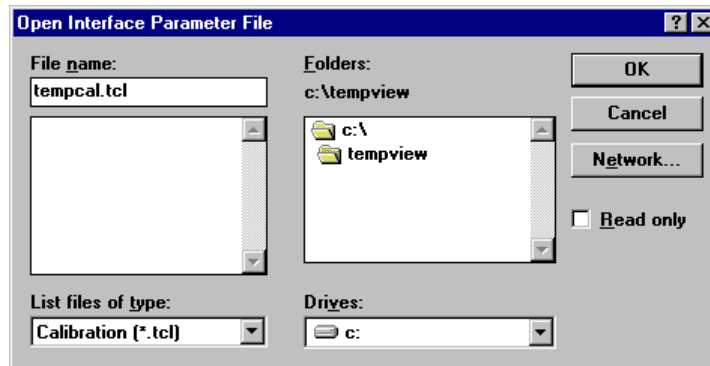 Open Interface Parameter File
File name:
tempcal.tcl
Folders:
c:\tempview
c:\
tempview
OK
Cancel
Network...
Read only
List files of type:
Calibration (*.tcl)
Drives:
c: